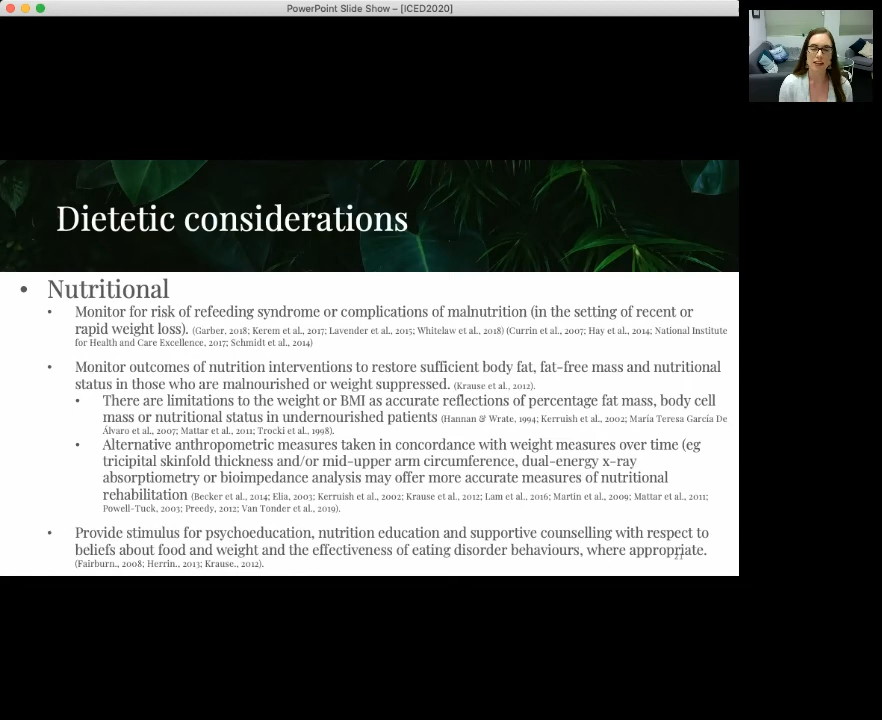 PowerPoint Slide Show – [ICED2020]
Dietetic considerations
• Nutritional
• Monitor for risk of refeeding syndrome or complications of malnutrition (in the setting of recent or
rapid weight loss). (Garber, 2018; Kerem et al., 2017; Lavender et al., 2015; Whitelaw et al., 2018) (Currin et al., 2007; Hay et al., 2014; National Institute
for Health and Care Excellence, 2017; Schmidt et al., 2014)
• Monitor outcomes of nutrition interventions to restore sufficient body fat, fat-free mass and nutritional
status in those who are malnourished or weight suppressed. (Krause et al., 2012).
• There are limitations to the weight or BMI as accurate reflections of percentage fat mass, body cell
mass or nutritional status in undernourished patients (Hannan & Wrate, 1994; Kerruish et al., 2002; María Teresa García De
Álvaro et al., 2007; Mattar et al., 2011; Trocki et al., 1998).
• Alternative anthropometric measures taken in concordance with weight measures over time (eg
tricipital skinfold thickness and/or mid-upper arm circumference, dual-energy x-ray
absorptiometry or bioimpedance analysis may offer more accurate measures of nutritional
rehabilitation (Becker et al., 2014; Elia, 2003; Kerruish et al., 2002; Krause et al., 2012; Lam et al., 2016; Martin et al., 2009; Mattar et al., 2011;
Powell-Tuck, 2003; Preedy, 2012; Van Tonder et al., 2019).
• Provide stimulus for psychoeducation, nutrition education and supportive counselling with respect to
beliefs about food and weight and the effectiveness of eating disorder behaviours, where appropriate.
(Fairburn., 2008; Herrin., 2013; Krause., 2012).
21